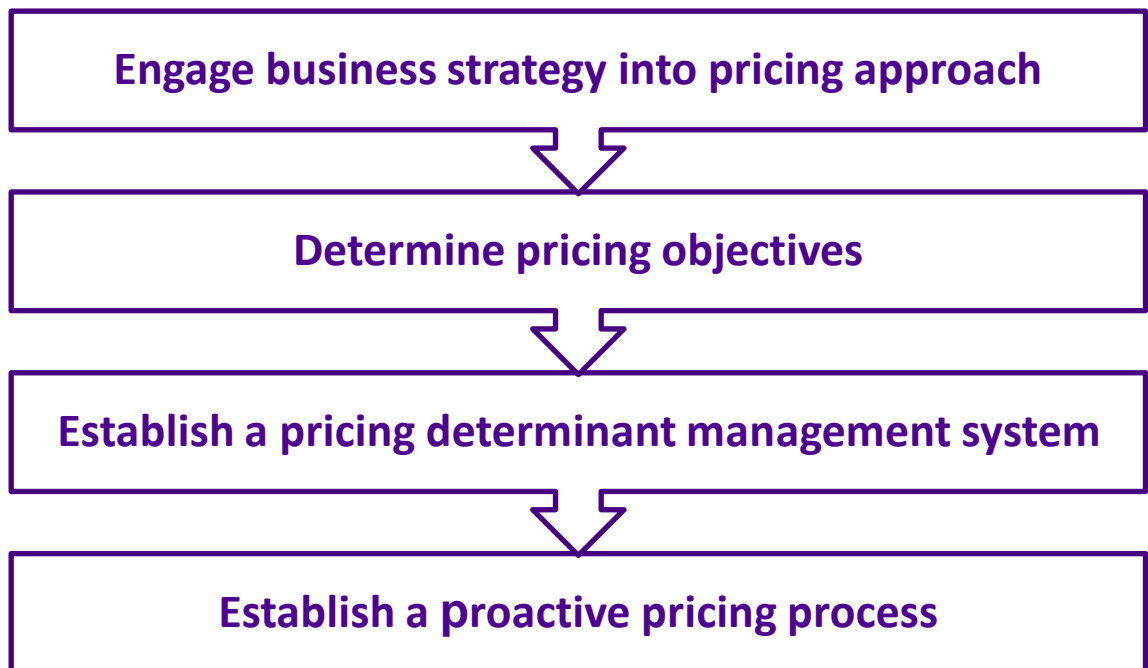 Engage business strategy into pricing approach
Determine pricing objectives
Establish a pricing determinant management system
Establish a proactive pricing process